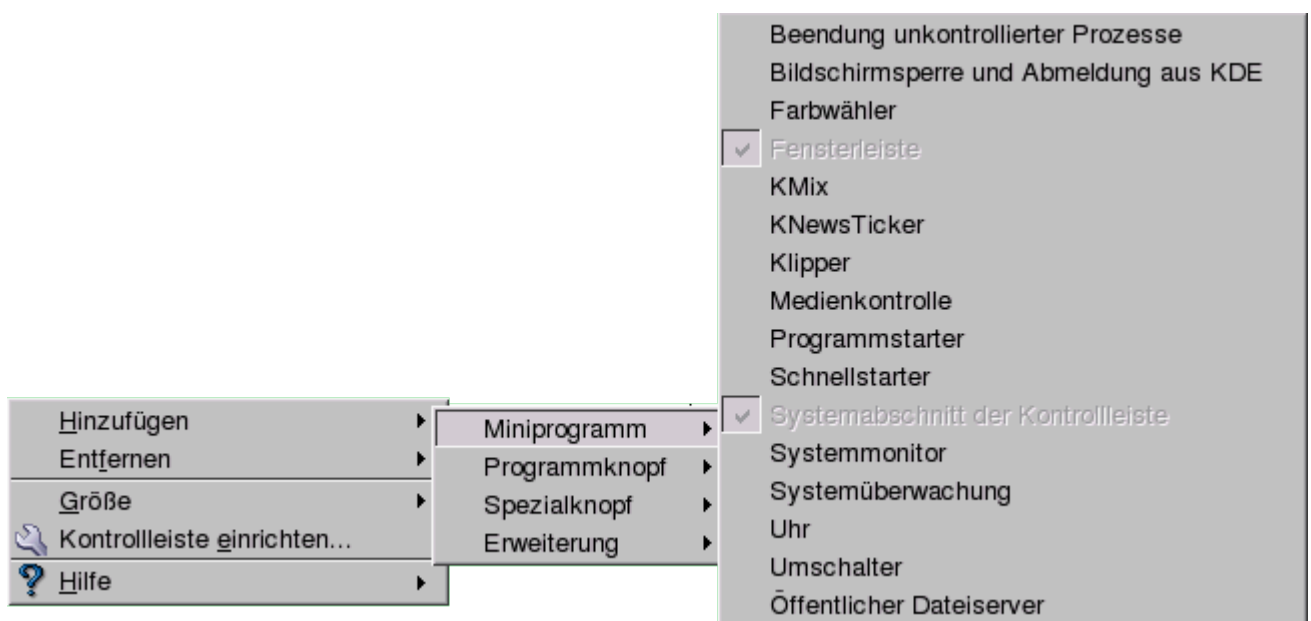 Hinzufügen
Entfernen
Größe
Kontrollleiste einrichten...
Hilfe
Miniprogramm
Programmknopf
Spezialknopf
Erweiterung
Beendung unkontrollierter Prozesse
Bildschirmsperre und Abmeldung aus KDE
Farbwähler
Fensterleiste
KMix
KNewsTicker
Klipper
Medienkontrolle
Programmstarter
Schnellstarter
Systemabschnitt der Kontrollleiste
Systemmonitor
Systemüberwachung
Uhr
Umschalter
Öffentlicher Dateiserver